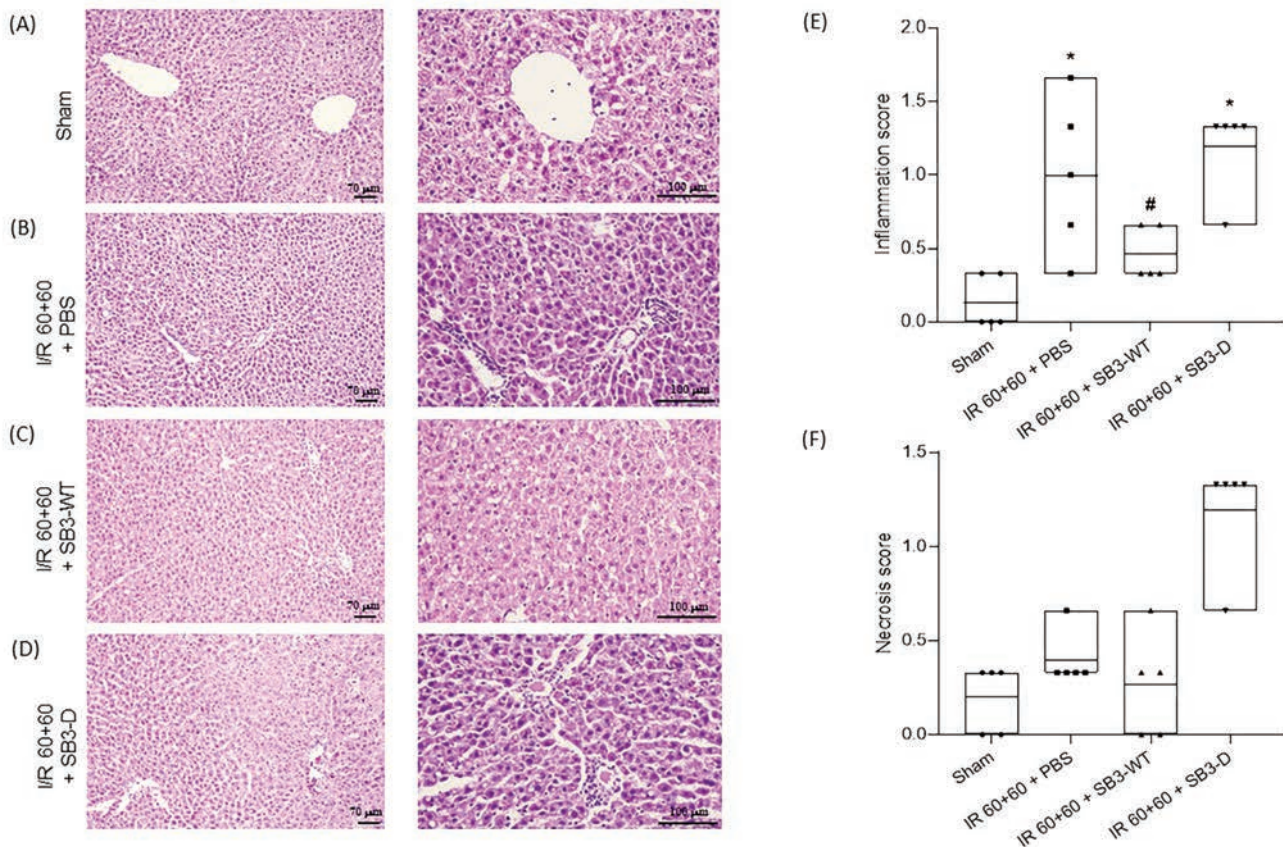 (A)
Sham
70 µm
100 µm
(B)
I/R 60+60
+ PBS
70 µm
100 µm
(C)
I/R 60+60
+ SB3-WT
70 µm
100 µm
(D)
I/R 60+60
+ SB3-D
70 µm
100 µm
(E)
Inflammation score
2.0
1.5
1.0
0.5
0.0
*
#
*
Sham
IR 60+60 + PBS
IR 60+60 + SB3-WT
IR 60+60 + SB3-D
(F)
Necrosis score
1.5
1.0
0.5
0.0
Sham
IR 60+60 + PBS
IR 60+60 + SB3-WT
IR 60+60 + SB3-D